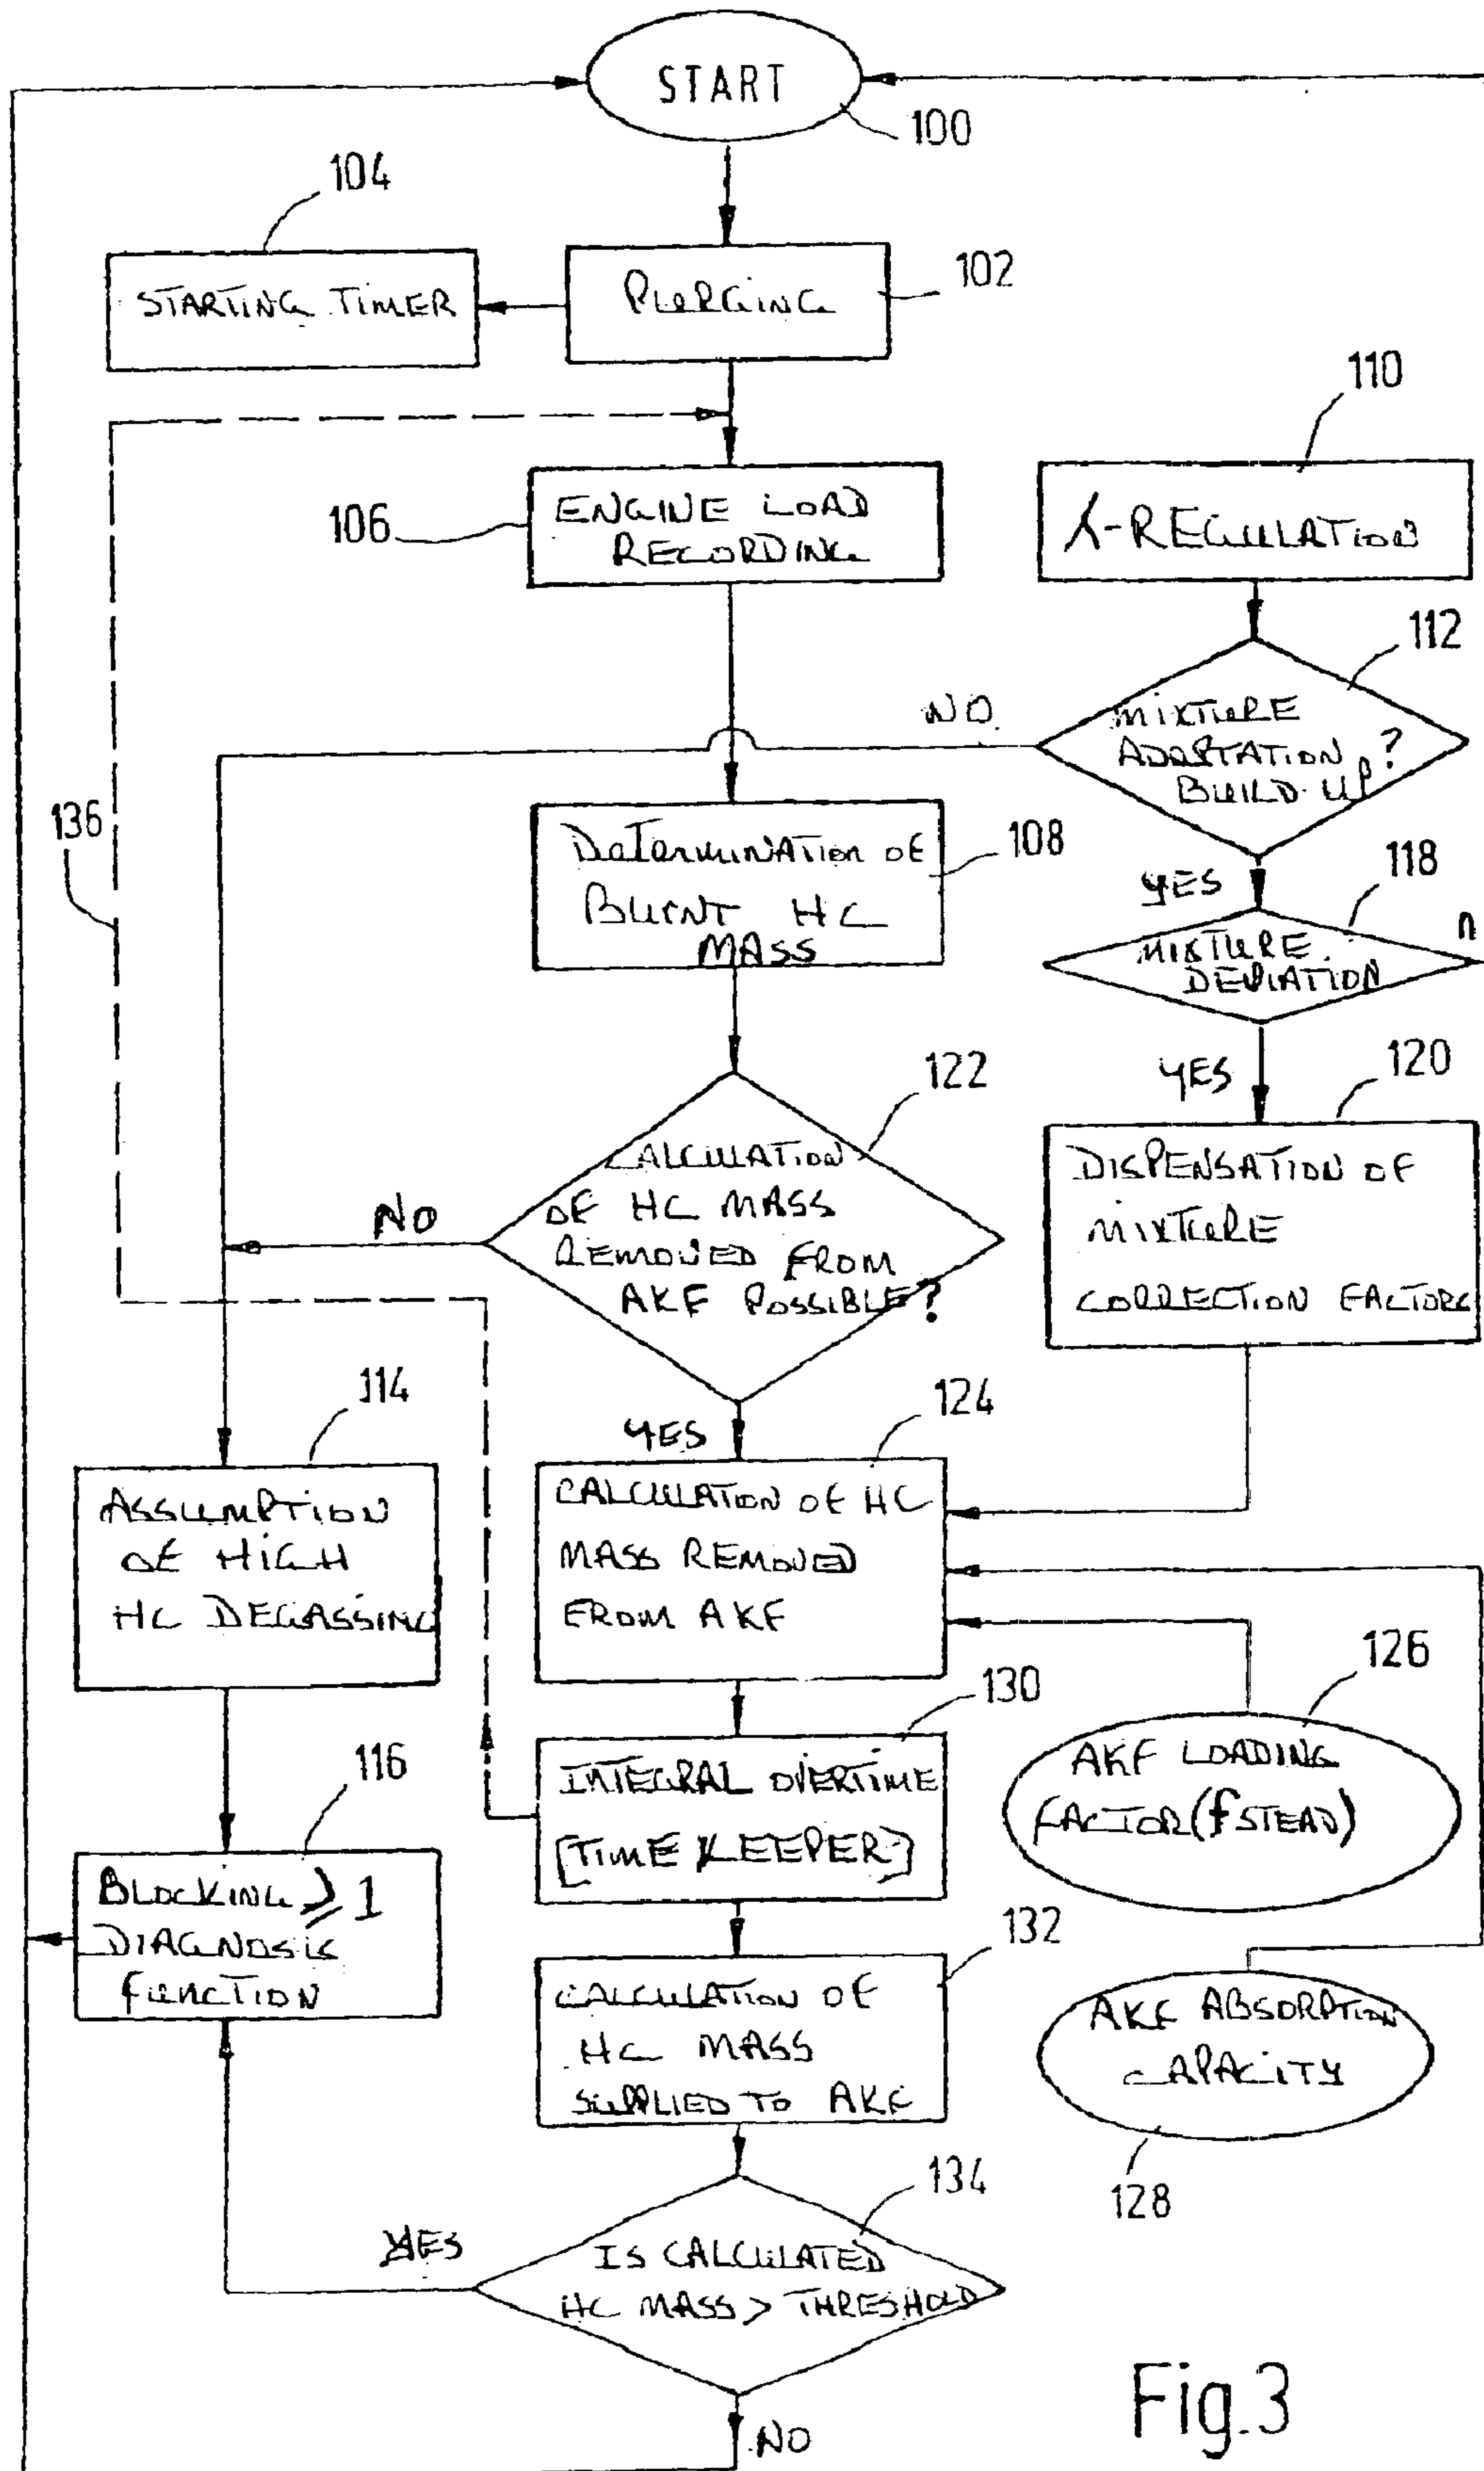 START
100
104
STARTING TIMER
PURGING
102
110
106
ENGINE LOAD
RECORDING
λ-REGULATION
112
NO
MIXTURE
ADAPTATION
BUILD-UP?
136
DETERMINATION OF
BURNT HC
MASS
108
YES
118
MIXTURE
DEVIATION
n
122
CALCULATION
OF HC MASS
REMOVED FROM
AKF POSSIBLE?
NO
YES
120
DISPENSATION OF
MIXTURE
CORRECTION FACTORS
114
YES
124
ASSUMPTION
OF HIGH
HC DEGASSING
CALCULATION OF HC
MASS REMOVED
FROM AKF
126
AKF LOADING
FACTOR (fSTEAD)
130
116
INTEGRAL OVERTIME
[TIME KEEPER]
BLOCKING ≥1
DIAGNOSIS
FUNCTION
132
CALCULATION OF
HC MASS
SUPPLIED TO AKF
AKF ABSORPTION
CAPACITY
128
134
YES
IS CALCULATED
HC MASS > THRESHOLD
NO
Fig.3